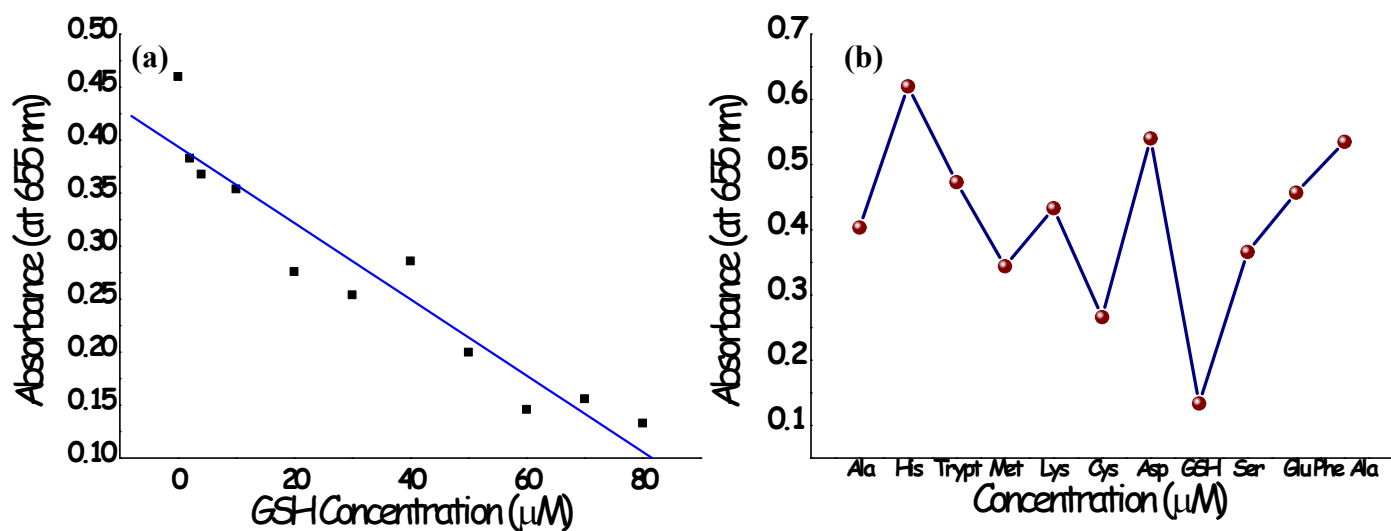 (a)
Absorbance (at 655 nm)
0.50
0.45
0.40
0.35
0.30
0.25
0.20
0.15
0.10
0 20 40 60 80
GSH Concentration (μM)
(b)
Absorbance (at 655 nm)
0.7
0.6
0.5
0.4
0.3
0.2
0.1
Ala His Trypt Met Lys Cys Asp GSH Ser Glu Phe Ala
Concentration (μM)